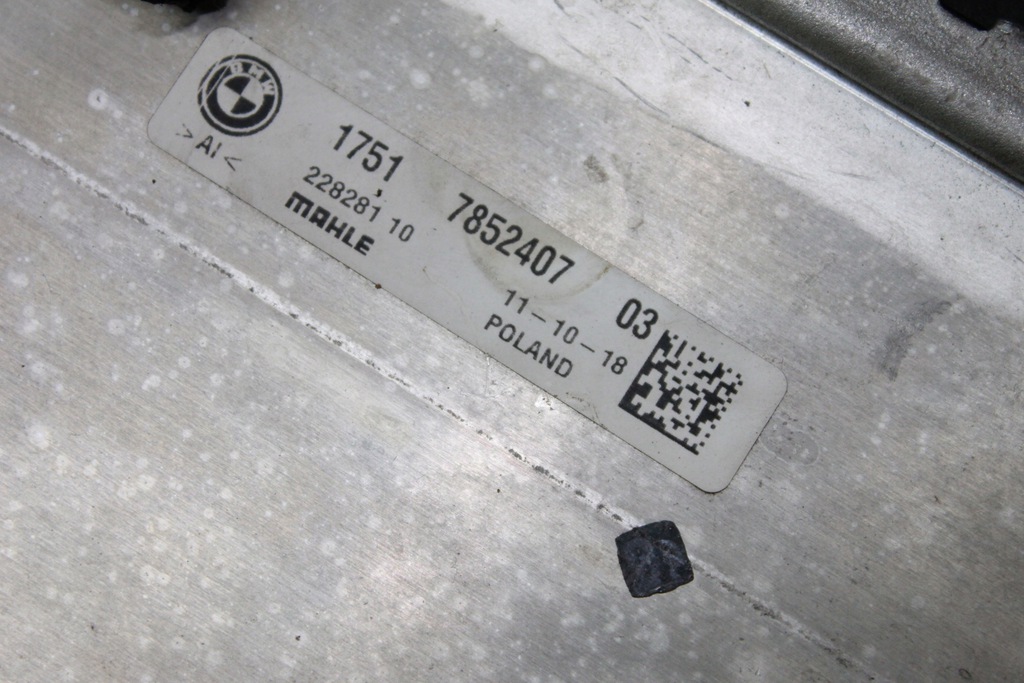 BMW
>AI<
1751 7852407 03
228281 10
MAHLE
11-10-18
POLAND